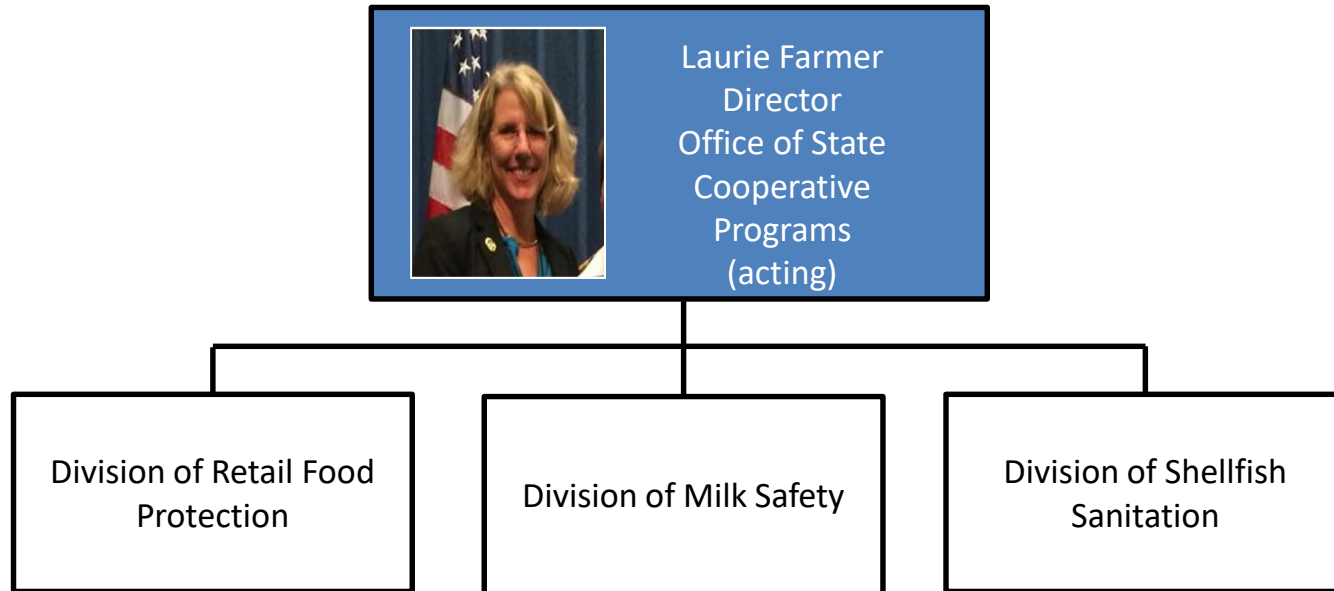 Laurie Farmer
Director
Office of State
Cooperative
Programs
(acting)
Division of Retail Food
Protection
Division of Milk Safety
Division of Shellfish
Sanitation